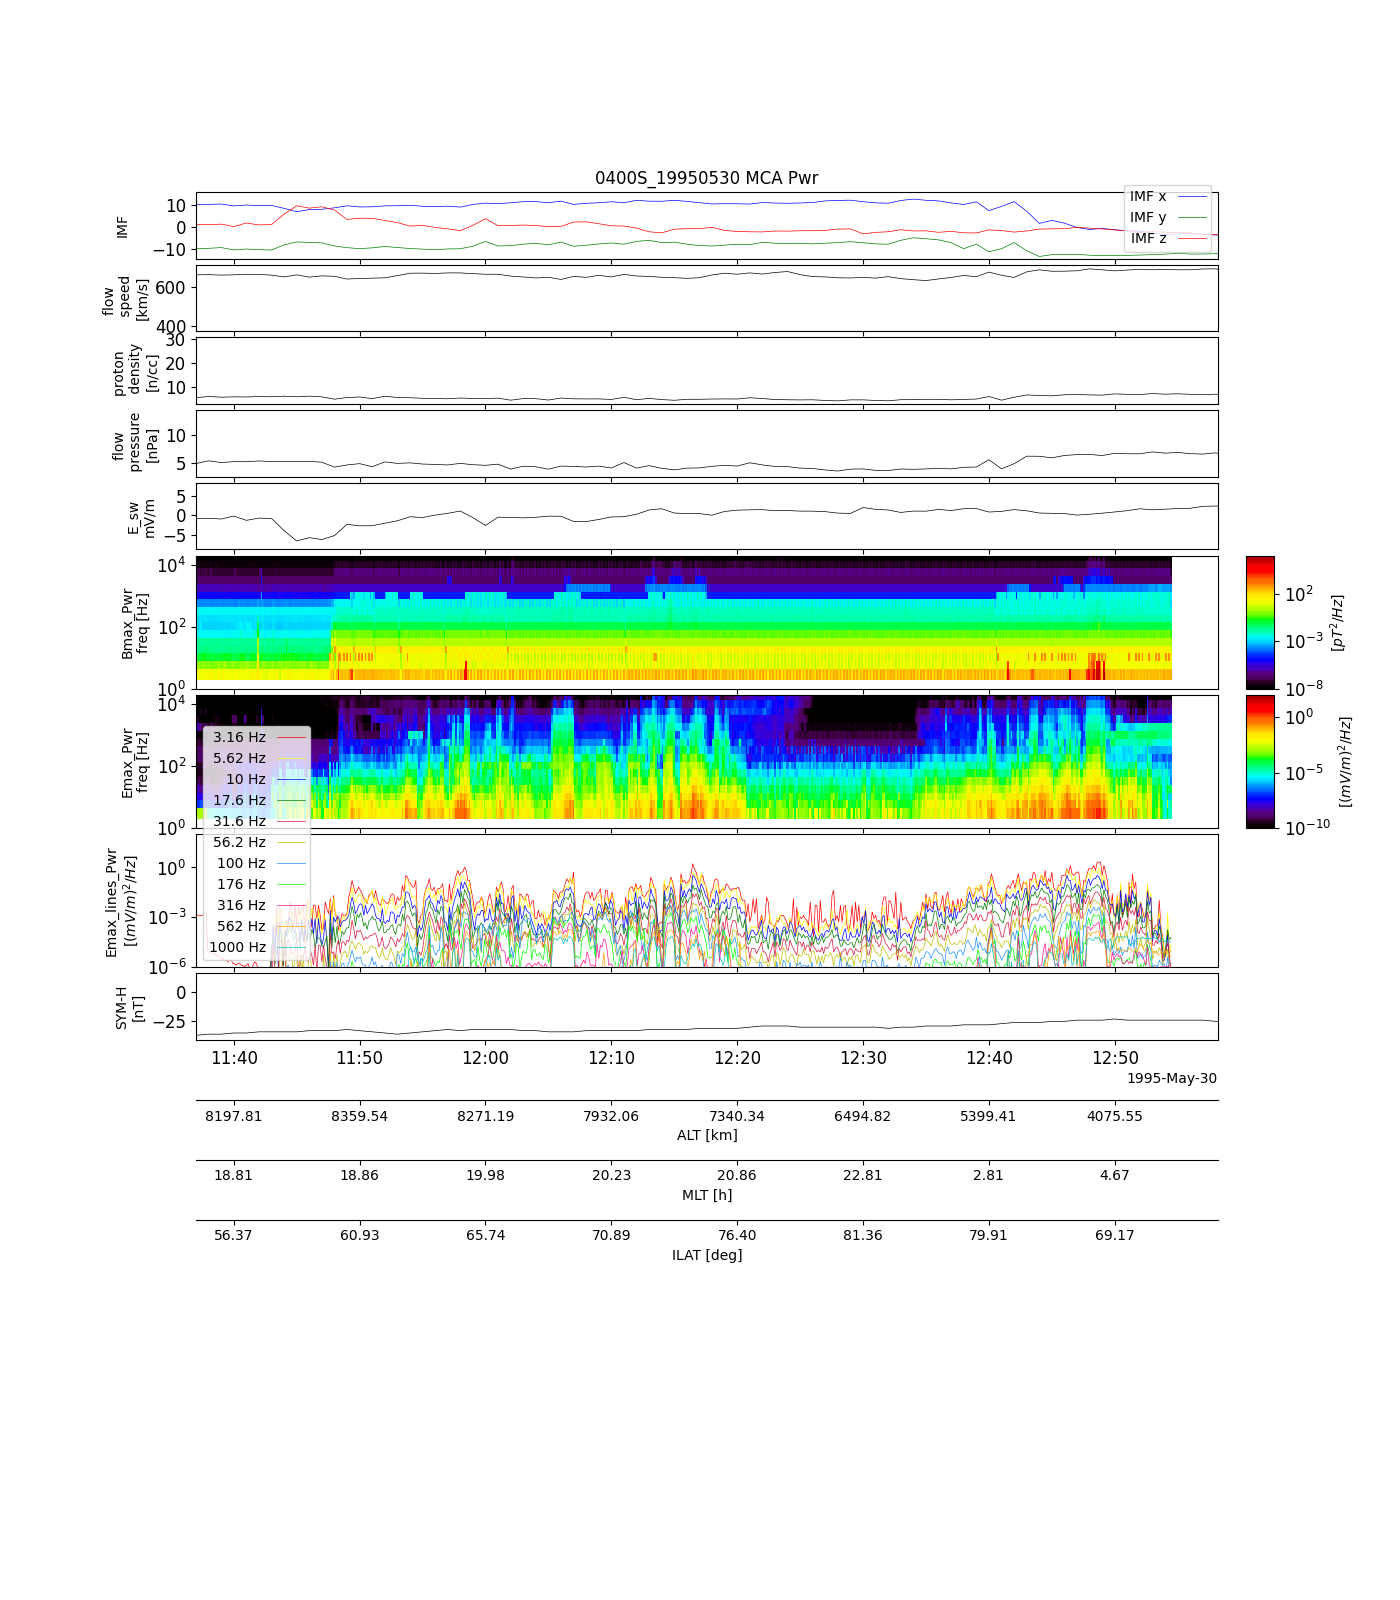 0400S_19950530 MCA Pwr
IMF
10
0
−10
IMF x
IMF y
IMF z
flow
speed
[km/s]
600
400
proton
density
[n/cc]
30
20
10
flow
pressure
[nPa]
10
5
E_sw
mV/m
5
0
−5
Bmax_Pwr
freq [Hz]
10^4
10^2
10^0
10^2
10^−3
10^−8
[pT^2/Hz]
Emax_Pwr
freq [Hz]
10^4
10^2
10^0
10^0
10^−5
10^−10
[(mV/m)^2/Hz]
3.16 Hz
5.62 Hz
10 Hz
17.6 Hz
31.6 Hz
56.2 Hz
100 Hz
176 Hz
316 Hz
562 Hz
1000 Hz
Emax_lines_Pwr
[(mV/m)^2/Hz]
10^0
10^−3
10^−6
SYM-H
[nT]
0
−25
11:40 11:50 12:00 12:10 12:20 12:30 12:40 12:50
1995-May-30
8197.81 8359.54 8271.19 7932.06 7340.34 6494.82 5399.41 4075.55
ALT [km]
18.81 18.86 19.98 20.23 20.86 22.81 2.81 4.67
MLT [h]
56.37 60.93 65.74 70.89 76.40 81.36 79.91 69.17
ILAT [deg]